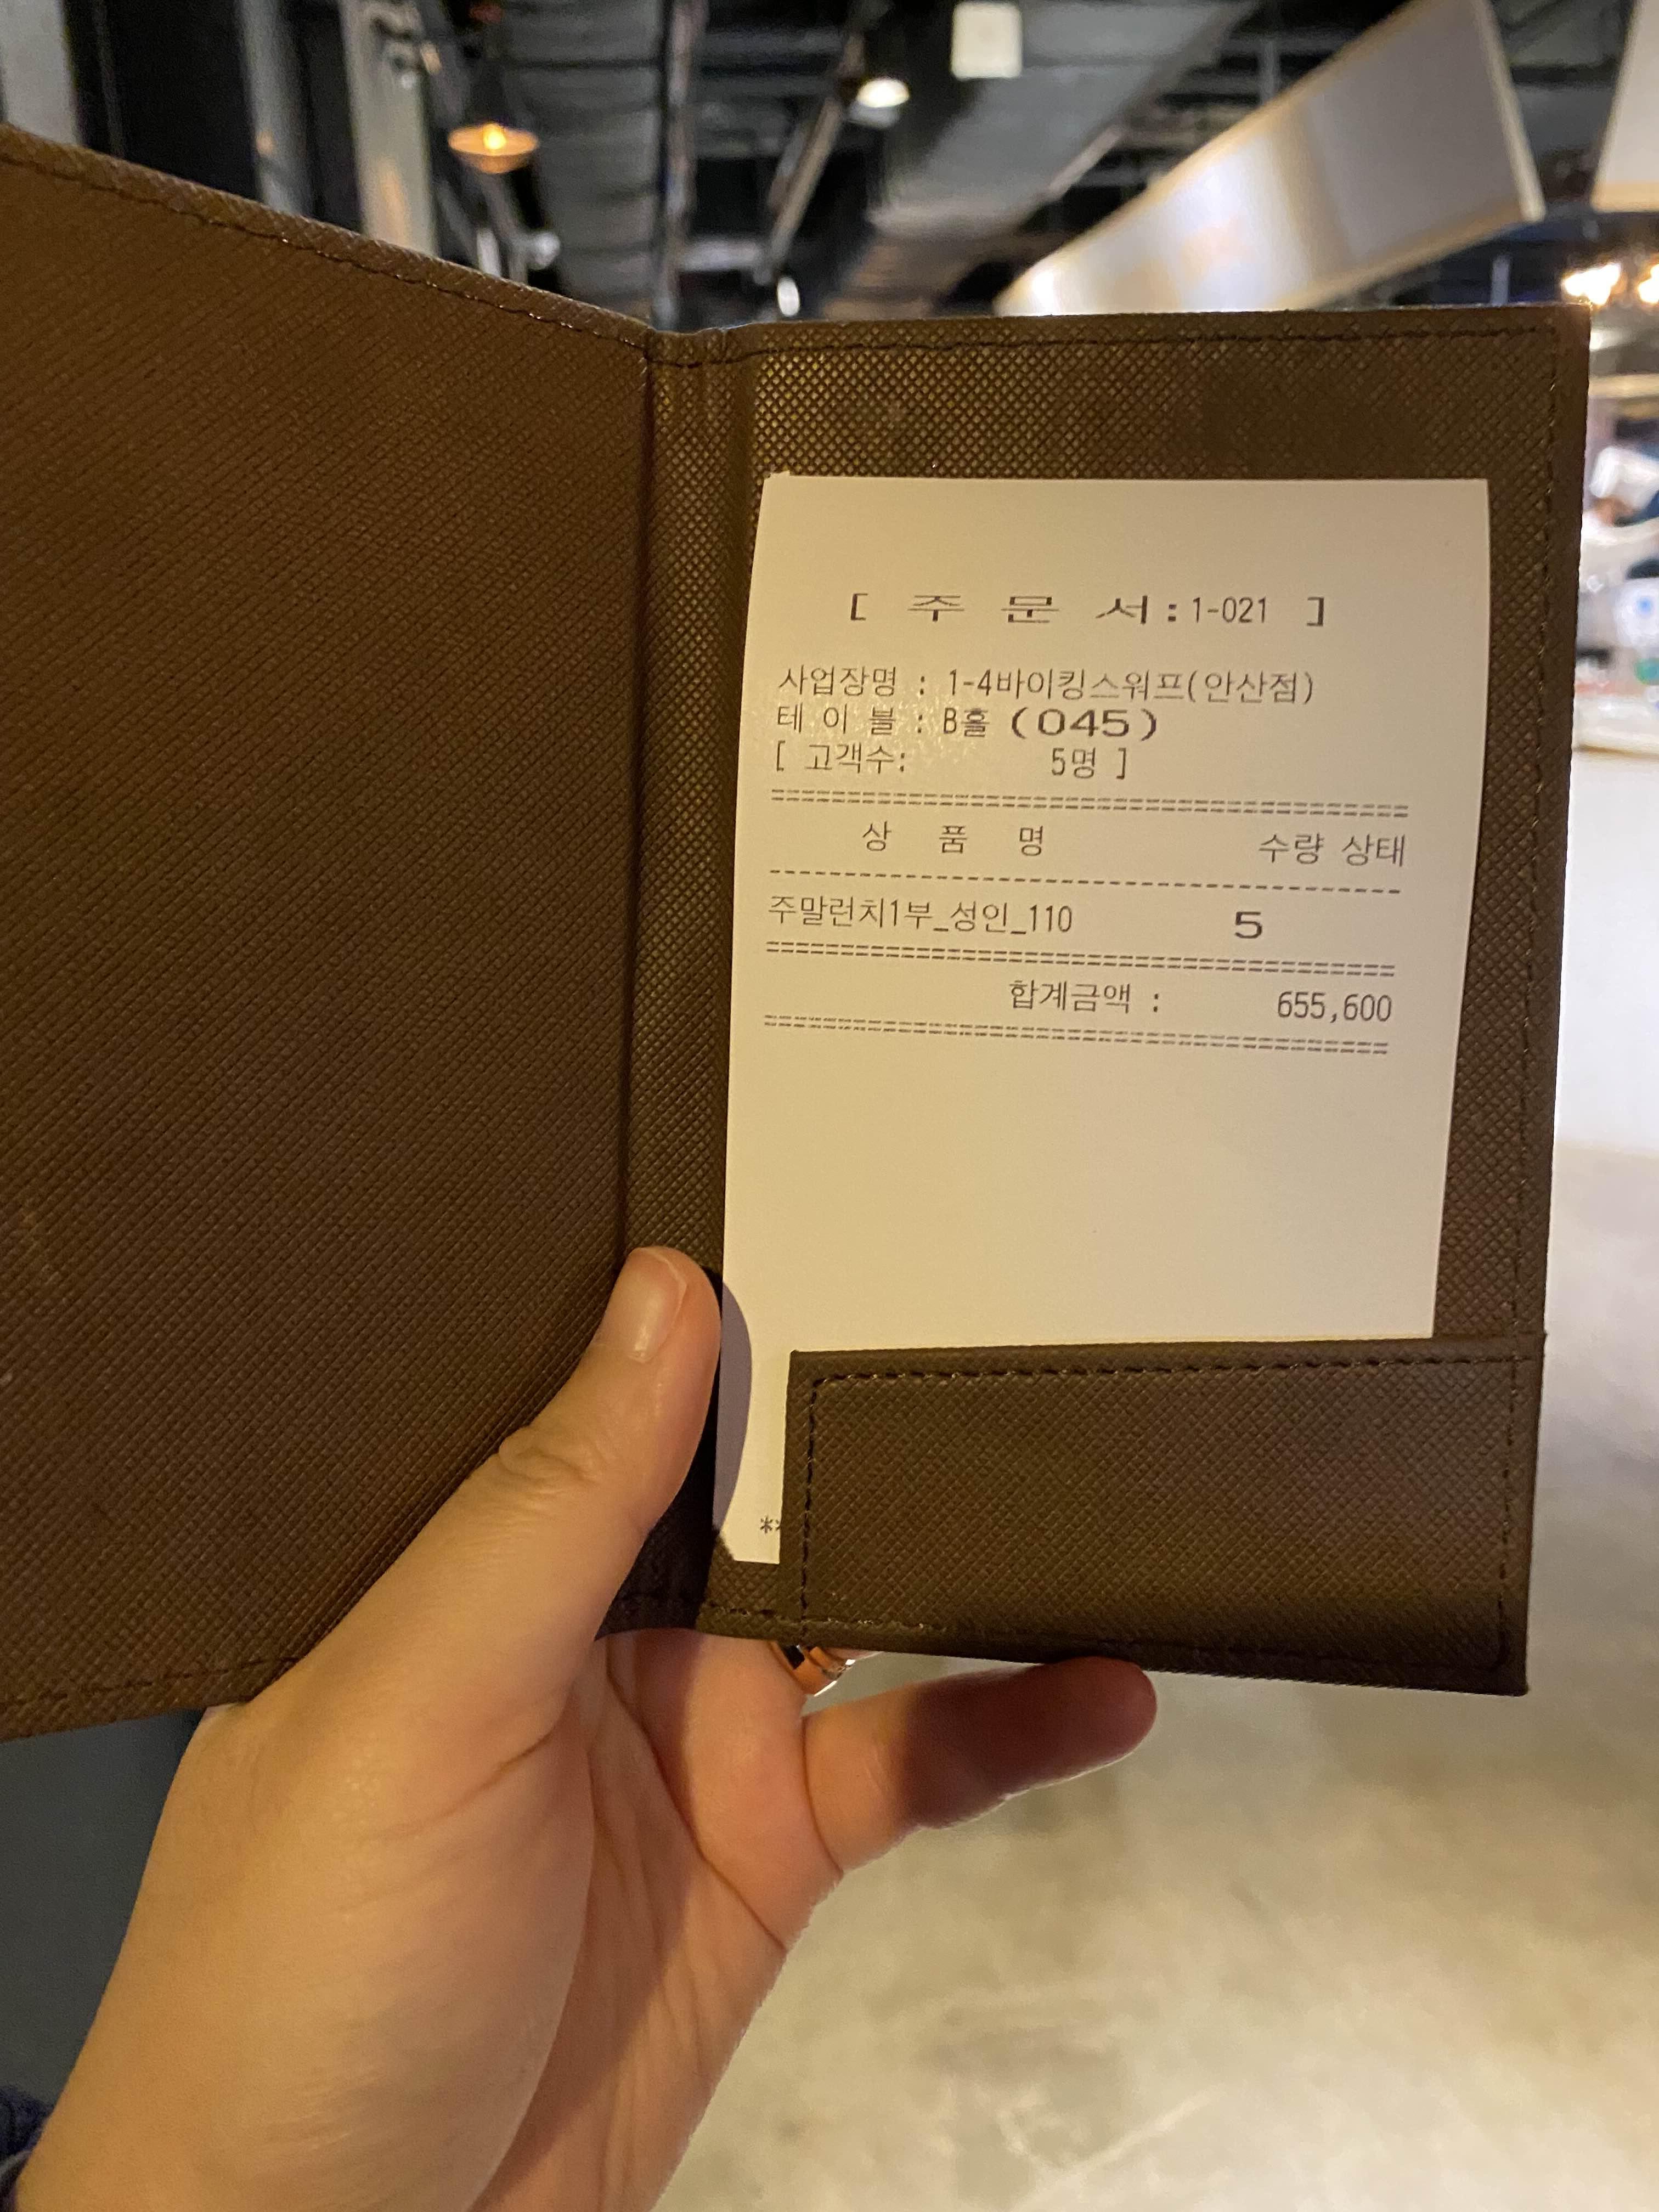 [ 주 문 서:1-021 ]
사업장명 : 1-4바이킹스워프(안산점)
테 이 블 : B홀 (045)
[ 고객수: 5명 ]
상 품 명 수량 상태
주말런치1부_성인_110 5
합계금액 : 655,600
**